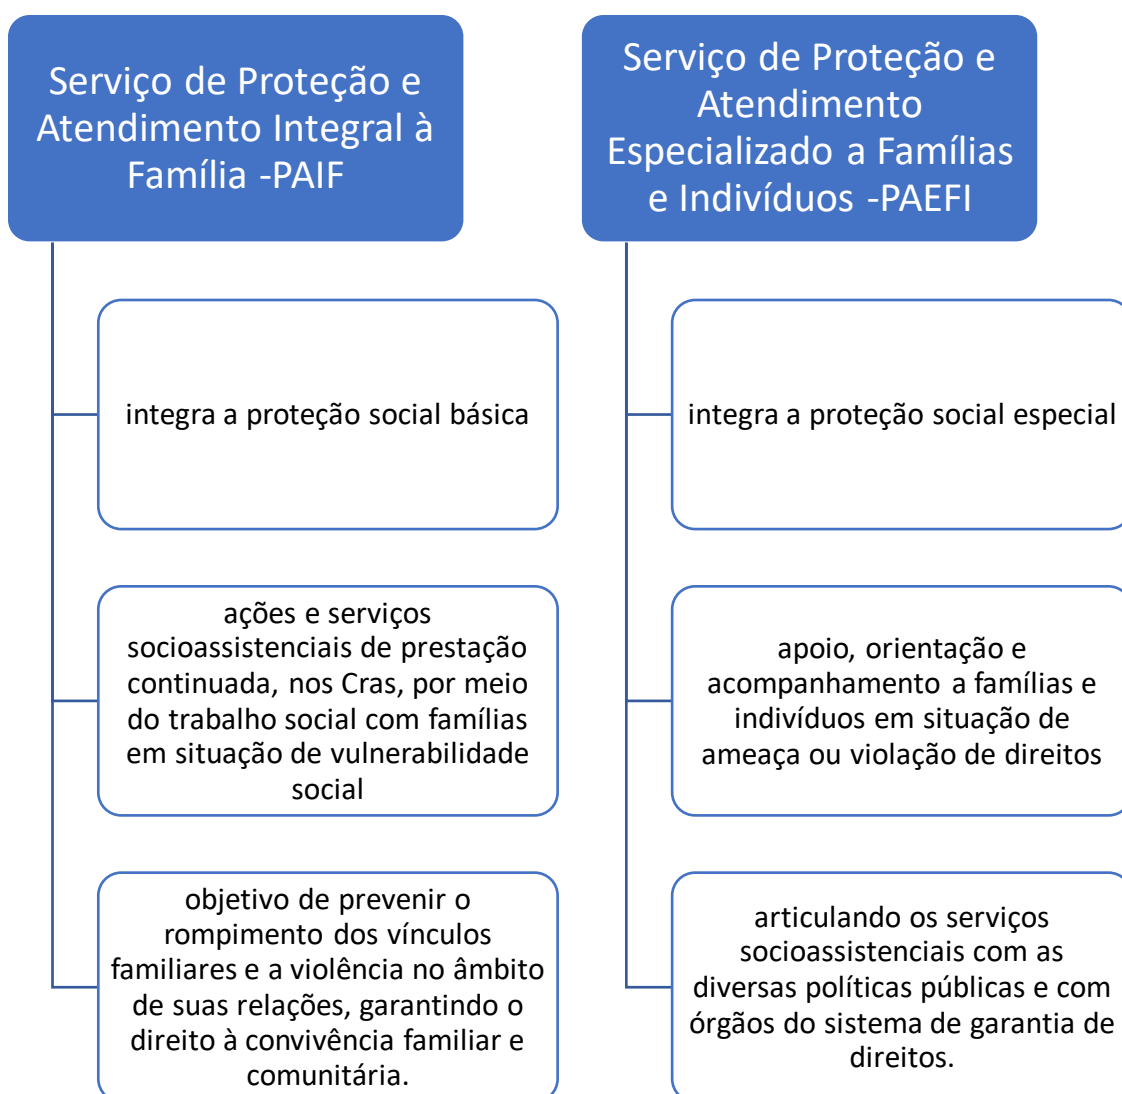 Serviço de Proteção e
Atendimento Integral à
Família -PAIF
integra a proteção social básica
ações e serviços
socioassistenciais de prestação
continuada, nos Cras, por meio
do trabalho social com famílias
em situação de vulnerabilidade
social
objetivo de prevenir o
rompimento dos vínculos
familiares e a violência no âmbito
de suas relações, garantindo o
direito à convivência familiar e
comunitária.
Serviço de Proteção e
Atendimento
Especializado a Famílias
e Indivíduos -PAEFI
integra a proteção social especial
apoio, orientação e
acompanhamento a famílias e
indivíduos em situação de
ameaça ou violação de direitos
articulando os serviços
socioassistenciais com as
diversas políticas públicas e com
órgãos do sistema de garantia de
direitos.